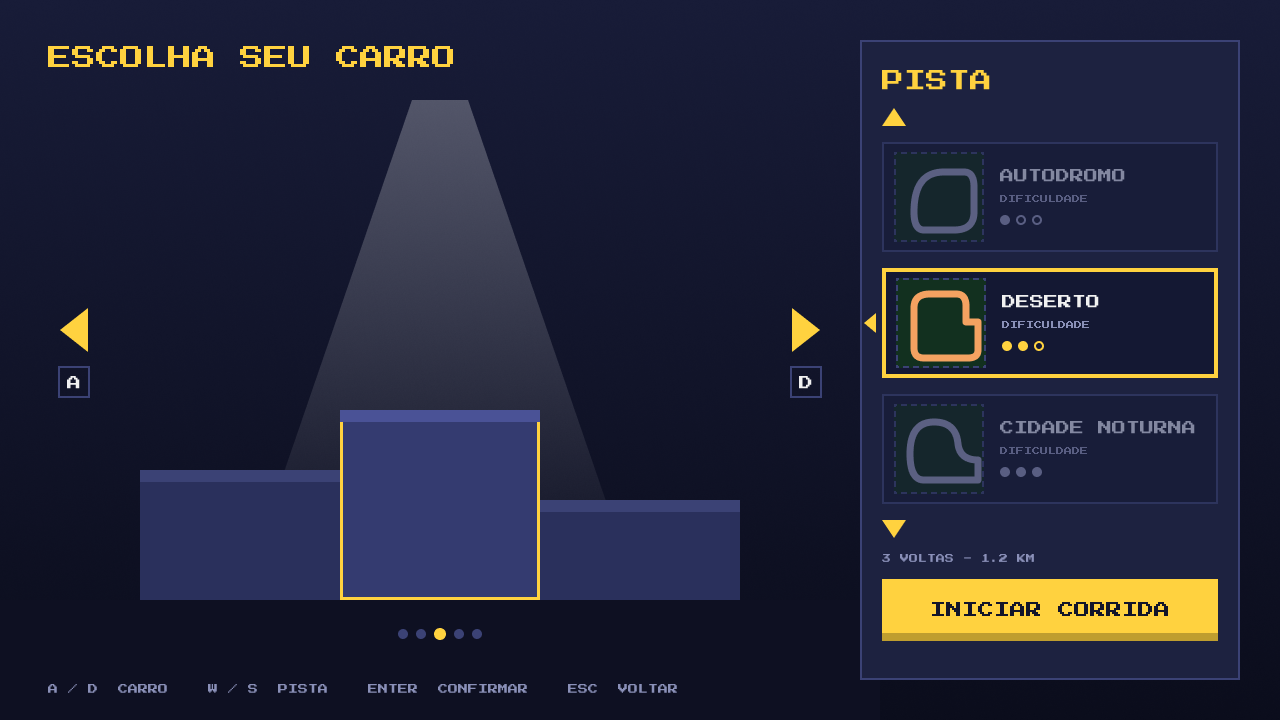 ESCOLHA SEU CARRO
A
D
PISTA
AUTODROMO
DIFICULDADE
DESERTO
DIFICULDADE
CIDADE NOTURNA
DIFICULDADE
3 VOLTAS - 1.2 KM
INICIAR CORRIDA
A / D CARRO W / S PISTA ENTER CONFIRMAR ESC VOLTAR